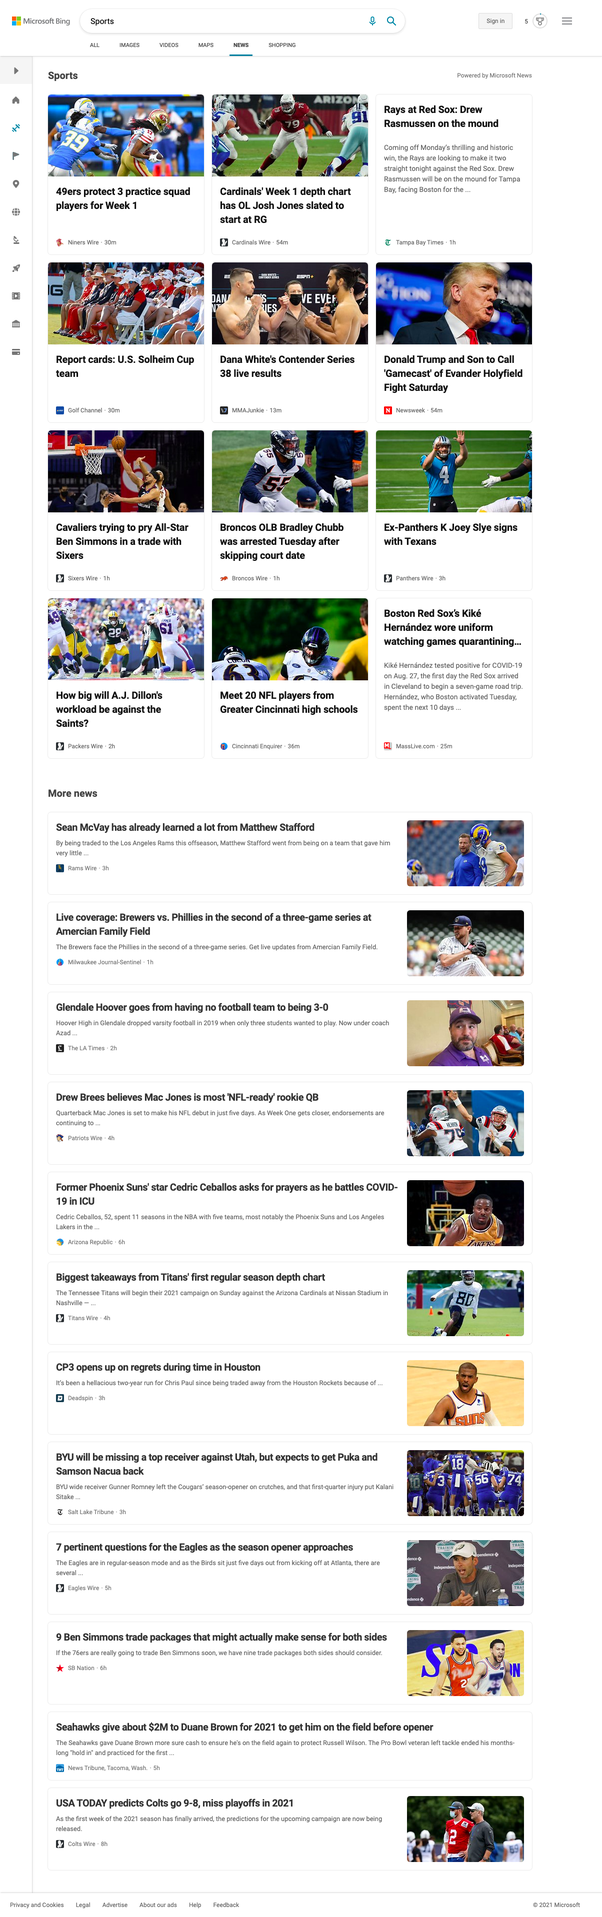 Microsoft Bing
Sports
Sign in
5
ALL
IMAGES
VIDEOS
MAPS
NEWS
SHOPPING
Sports
Powered by Microsoft News
49ers protect 3 practice squad
players for Week 1
Niners Wire · 30m
Cardinals' Week 1 depth chart
has OL Josh Jones slated to
start at RG
Cardinals Wire · 54m
Rays at Red Sox: Drew
Rasmussen on the mound
Coming off Monday's thrilling and historic
win, the Rays are looking to make it two
straight tonight against the Red Sox. Drew
Rasmussen will be on the mound for Tampa
Bay, facing Boston for the ...
Tampa Bay Times · 1h
Report cards: U.S. Solheim Cup
team
Golf Channel · 30m
Dana White's Contender Series
38 live results
MMAJunkie · 13m
Donald Trump and Son to Call
'Gamecast' of Evander Holyfield
Fight Saturday
Newsweek · 54m
Cavaliers trying to pry All-Star
Ben Simmons in a trade with
Sixers
Sixers Wire · 1h
Broncos OLB Bradley Chubb
was arrested Tuesday after
skipping court date
Broncos Wire · 1h
Ex-Panthers K Joey Slye signs
with Texans
Panthers Wire · 3h
How big will A.J. Dillon's
workload be against the
Saints?
Packers Wire · 2h
Meet 20 NFL players from
Greater Cincinnati high schools
Cincinnati Enquirer · 36m
Boston Red Sox's Kiké
Hernández wore uniform
watching games quarantining...
Kiké Hernández tested positive for COVID-19
on Aug. 27, the first day the Red Sox arrived
in Cleveland to begin a seven-game road trip.
Hernández, who Boston activated Tuesday,
spent the next 10 days ...
MassLive.com · 25m
More news
Sean McVay has already learned a lot from Matthew Stafford
By being traded to the Los Angeles Rams this offseason, Matthew Stafford went from being on a team that gave him
very little ...
Rams Wire · 3h
Live coverage: Brewers vs. Phillies in the second of a three-game series at
Amercian Family Field
The Brewers face the Phillies in the second of a three-game series. Get live updates from Amercian Family Field.
Milwaukee Journal-Sentinel · 1h
Glendale Hoover goes from having no football team to being 3-0
Hoover High in Glendale dropped varsity football in 2019 when only three students wanted to play. Now under coach
Azad ...
The LA Times · 2h
Drew Brees believes Mac Jones is most 'NFL-ready' rookie QB
Quarterback Mac Jones is set to make his NFL debut in just five days. As Week One gets closer, endorsements are
continuing to ...
Patriots Wire · 4h
Former Phoenix Suns' star Cedric Ceballos asks for prayers as he battles COVID-
19 in ICU
Cedric Ceballos, 52, spent 11 seasons in the NBA with five teams, most notably the Phoenix Suns and Los Angeles
Lakers in the ...
Arizona Republic · 6h
Biggest takeaways from Titans' first regular season depth chart
The Tennessee Titans will begin their 2021 campaign on Sunday against the Arizona Cardinals at Nissan Stadium in
Nashville — ...
Titans Wire · 4h
CP3 opens up on regrets during time in Houston
It's been a hellacious two-year run for Chris Paul since being traded away from the Houston Rockets because of ...
Deadspin · 3h
BYU will be missing a top receiver against Utah, but expects to get Puka and
Samson Nacua back
BYU wide receiver Gunner Romney left the Cougars' season-opener on crutches, and that first-quarter injury put Kalani
Sitake ...
Salt Lake Tribune · 3h
7 pertinent questions for the Eagles as the season opener approaches
The Eagles are in regular-season mode and as the Birds sit just five days out from kicking off at Atlanta, there are
several ...
Eagles Wire · 5h
9 Ben Simmons trade packages that might actually make sense for both sides
If the 76ers are really going to trade Ben Simmons soon, we have nine trade packages both sides should consider.
SB Nation · 6h
Seahawks give about $2M to Duane Brown for 2021 to get him on the field before opener
The Seahawks gave Duane Brown more sure cash to ensure he's on the field again to protect Russell Wilson. The Pro Bowl veteran left tackle ended his months-
long "hold in" and practiced for the first ...
News Tribune, Tacoma, Wash. · 5h
USA TODAY predicts Colts go 9-8, miss playoffs in 2021
As the first week of the 2021 season has finally arrived, the predictions for the upcoming campaign are now being
released.
Colts Wire · 8h
Privacy and Cookies
Legal
Advertise
About our ads
Help
Feedback
© 2021 Microsoft